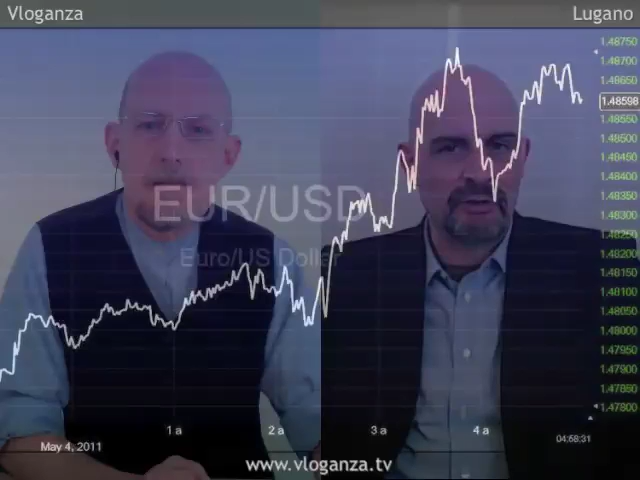 Vloganza
Lugano
1.48750
1.48700
1.48650
1.48598
1.48550
1.48500
1.48450
1.48400
1.48350
1.48300
1.48250
1.48200
1.48150
1.48100
1.48050
1.48000
1.47950
1.47900
1.47850
1.47800
EUR/USD
Euro/US Dollar
1 a
2 a
3 a
4 a
May 4, 2011
04:58:31
www.vloganza.tv